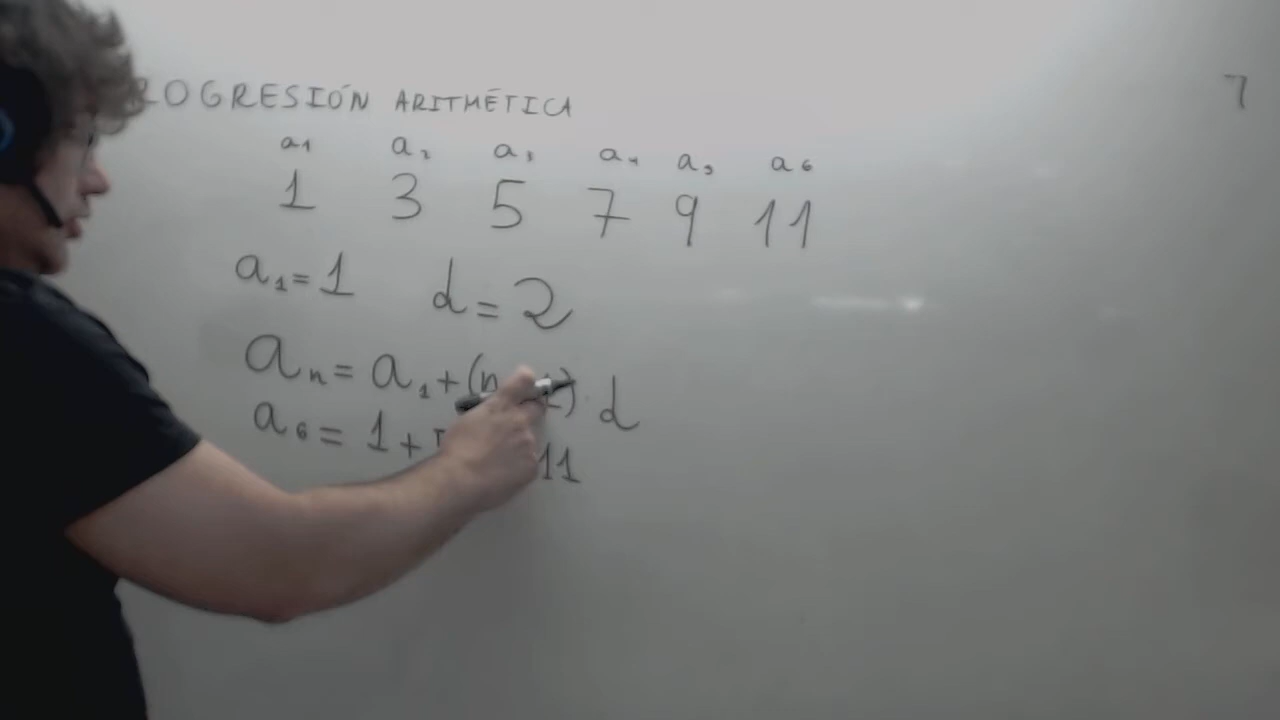 ROGRESIÓN ARITMÉTICA
7
a₁ a₂ a₃ a₄ a₅ a₆
1 3 5 7 9 11
a₁=1 d=2
aₙ=a₁+(n ) d
a₆=1+ 11